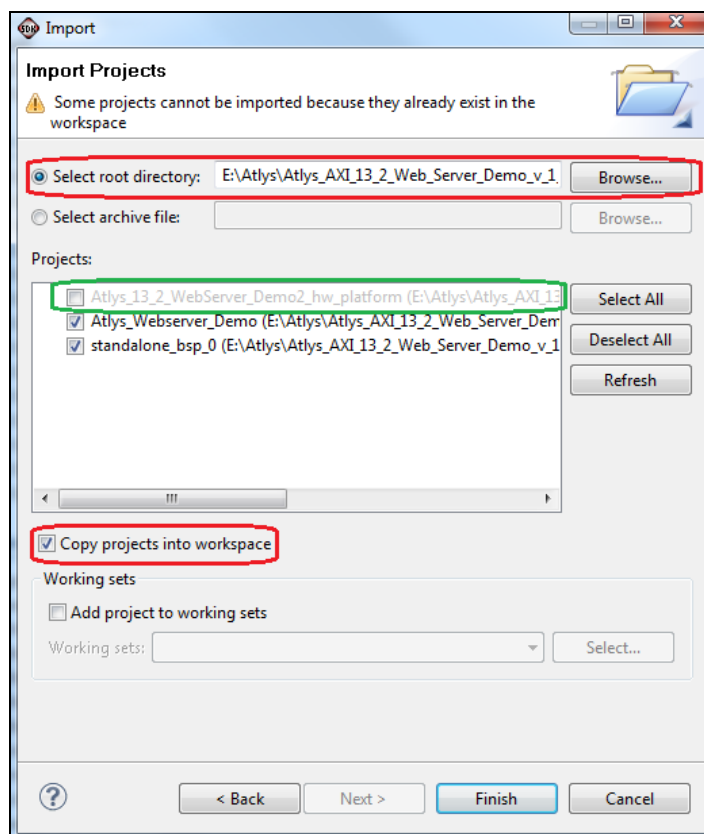 SDK Import
Import Projects
Some projects cannot be imported because they already exist in the
workspace
Select root directory: E:\Atlys\Atlys_AXI_13_2_Web_Server_Demo_v_1_ Browse...
Select archive file: Browse...
Projects:
Atlys_13_2_WebServer_Demo2_hw_platform (E:\Atlys\Atlys_AXI_13 Select All
Atlys_Webserver_Demo (E:\Atlys\Atlys_AXI_13_2_Web_Server_Dem
standalone_bsp_0 (E:\Atlys\Atlys_AXI_13_2_Web_Server_Demo_v_1 Deselect All
Refresh
Copy projects into workspace
Working sets
Add project to working sets
Working sets: Select...
? < Back Next > Finish Cancel